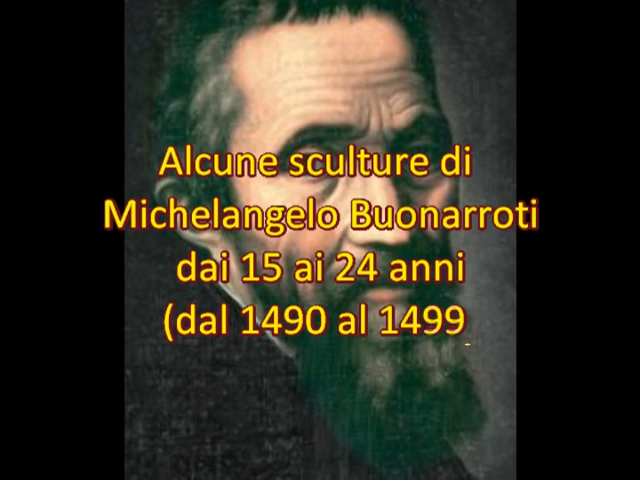 Alcune sculture di
Michelangelo Buonarroti
dai 15 ai 24 anni
(dal 1490 al 1499